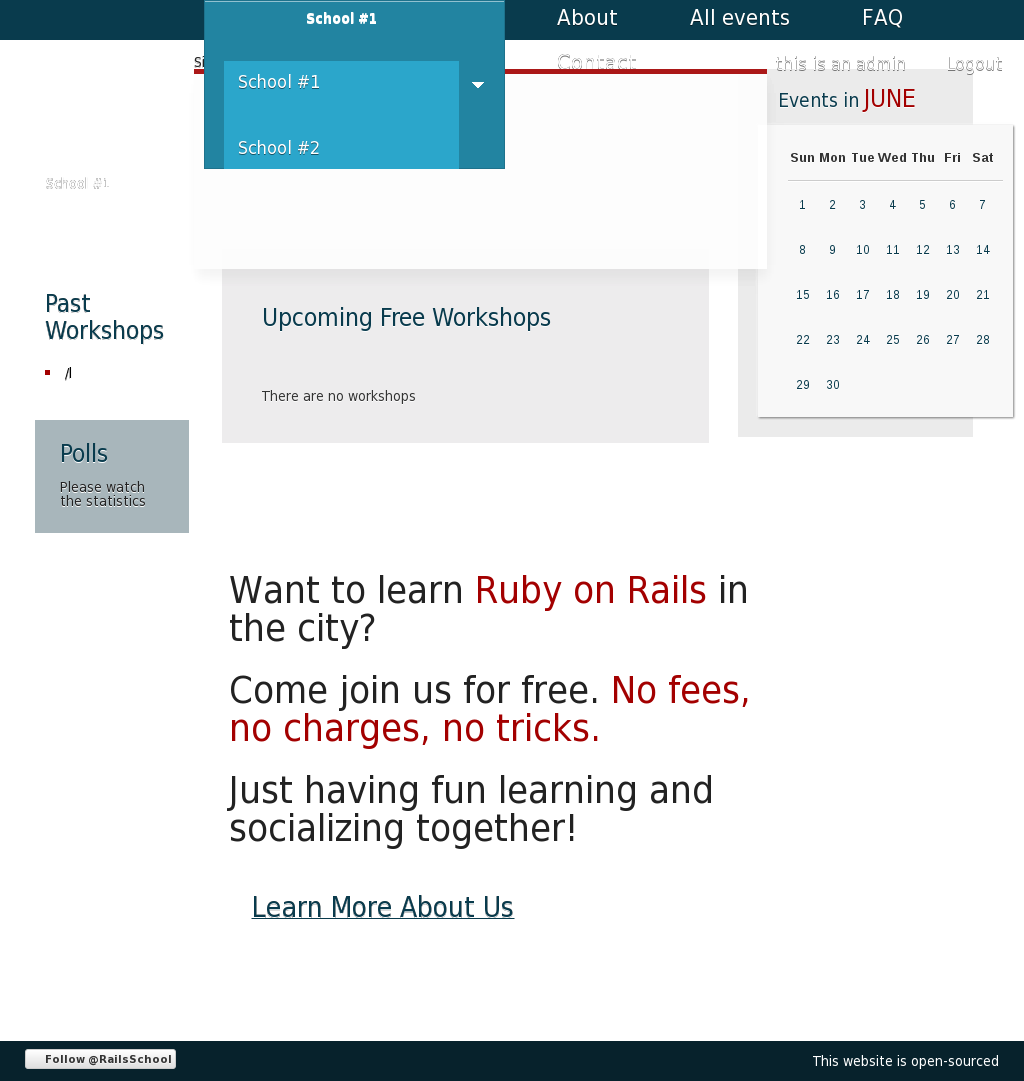 School #1
About
All events
FAQ
Contact
this is an admin
Logout
School #1
School #2
Events in JUNE
Sun Mon Tue Wed Thu Fri Sat
1 2 3 4 5 6 7
8 9 10 11 12 13 14
15 16 17 18 19 20 21
22 23 24 25 26 27 28
29 30
School #1
Past
Workshops
/l
Upcoming Free Workshops
There are no workshops
Polls
Please watch
the statistics
Want to learn Ruby on Rails in
the city?
Come join us for free. No fees,
no charges, no tricks.
Just having fun learning and
socializing together!
Learn More About Us
Follow @RailsSchool
This website is open-sourced